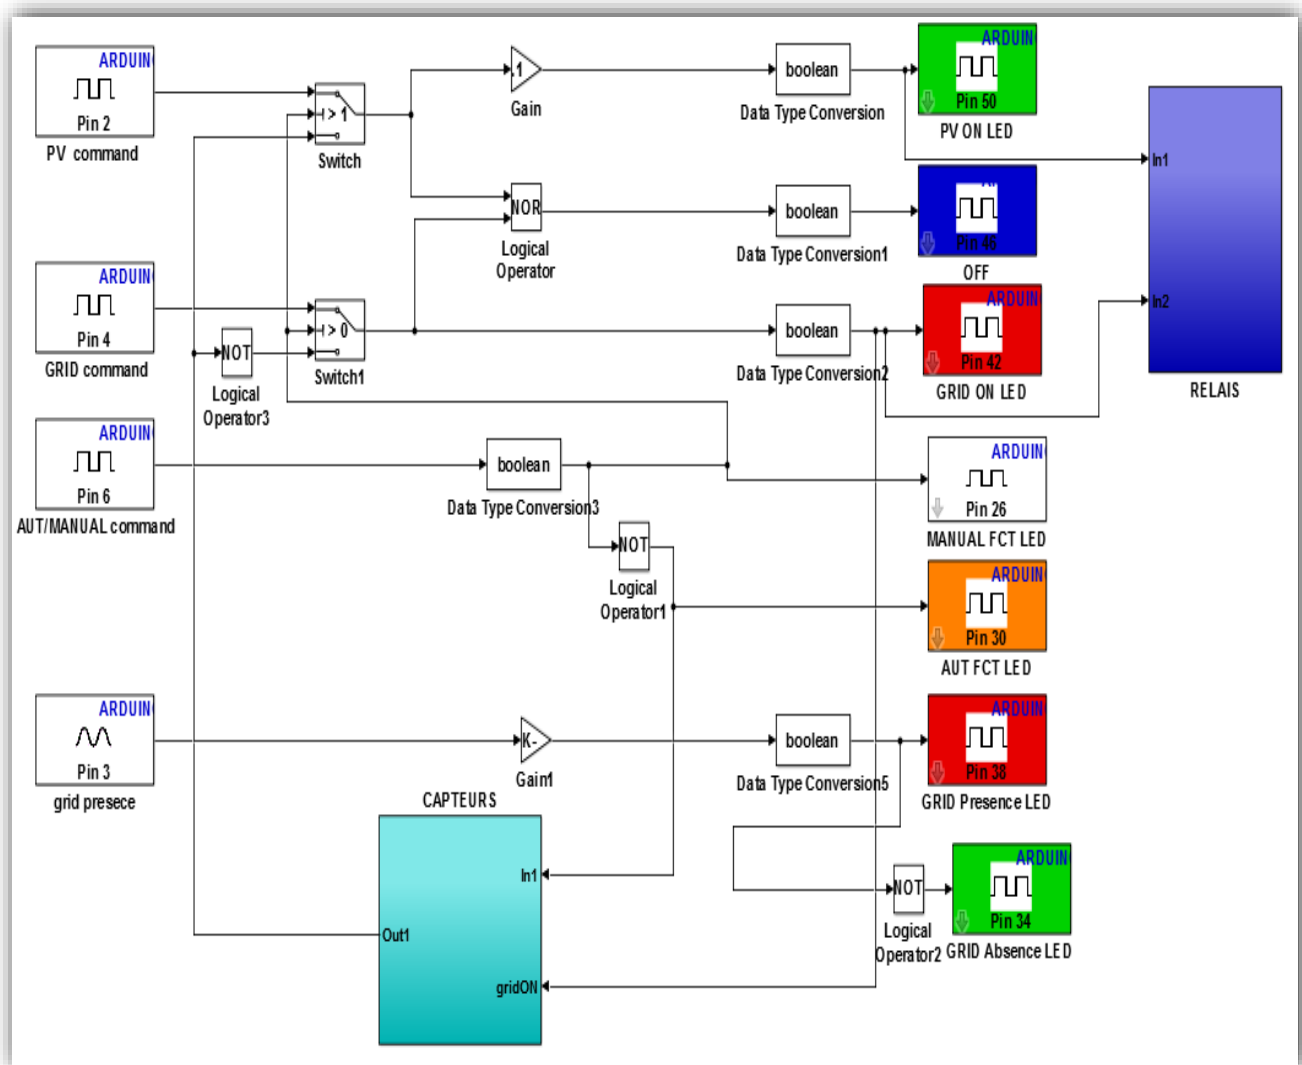 ARDUIN
Pin 2
PV command
> 1
Switch
.1
Gain
boolean
Data Type Conversion
ARDUIN
Pin 50
PV ON LED
In1
In2
RELAIS
NOR
Logical
Operator
boolean
Data Type Conversion1
Pin 46
OFF
ARDUIN
Pin 4
GRID command
NOT
Logical
Operator3
> 0
Switch1
boolean
Data Type Conversion2
ARDUIN
Pin 42
GRID ON LED
ARDUIN
Pin 6
AUT/MANUAL command
boolean
Data Type Conversion3
ARDUIN
Pin 26
MANUAL FCT LED
NOT
Logical
Operator1
ARDUIN
Pin 30
AUT FCT LED
ARDUIN
Pin 3
grid presece
K-
Gain1
boolean
Data Type Conversion5
ARDUIN
Pin 38
GRID Presence LED
CAPTEURS
In1
Out1
gridON
NOT
Logical
Operator2
ARDUIN
Pin 34
GRID Absence LED